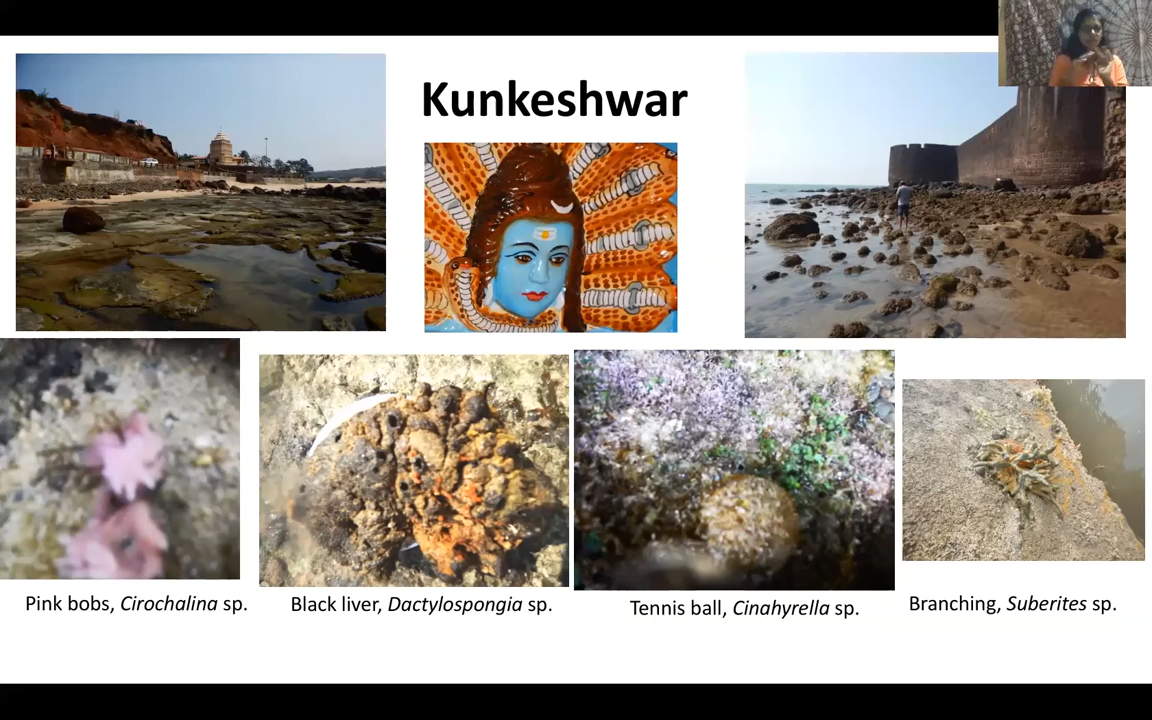 Kunkeshwar
Pink bobs, Cirochalina sp.
Black liver, Dactylospongia sp.
Tennis ball, Cinahyrella sp.
Branching, Suberites sp.